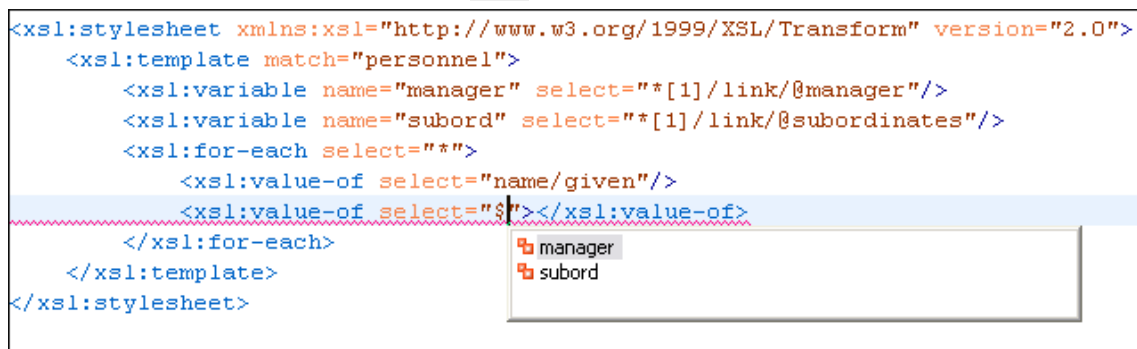 <xsl:stylesheet xmlns:xsl="http://www.w3.org/1999/XSL/Transform" version="2.0">
<xsl:template match="personnel">
<xsl:variable name="manager" select="*[1]/link/@manager"/>
<xsl:variable name="subord" select="*[1]/link/@subordinates"/>
<xsl:for-each select="*">
<xsl:value-of select="name/given"/>
<xsl:value-of select="$"></xsl:value-of>
</xsl:for-each>
manager
</xsl:template>
subord
</xsl:stylesheet>